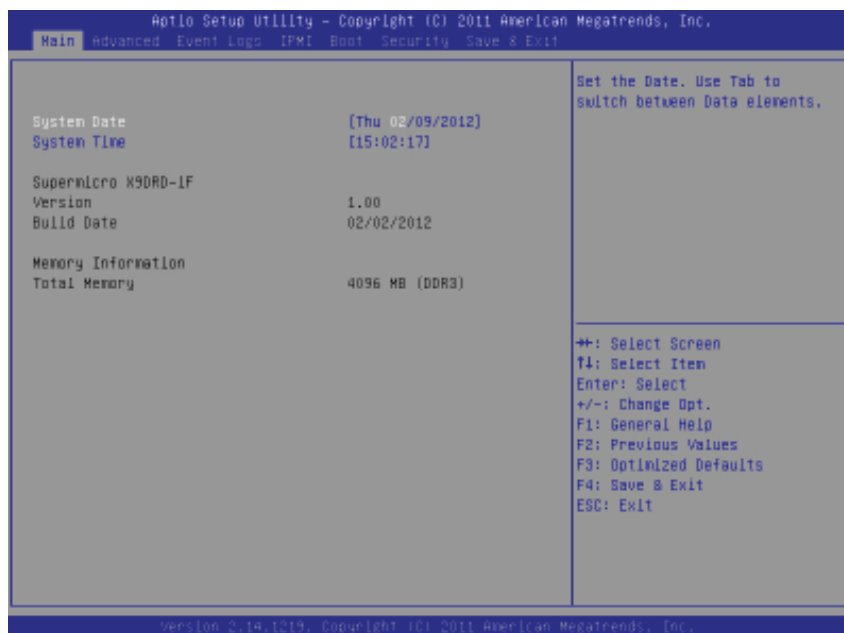 Aptio Setup Utility – Copyright (C) 2011 American Megatrends, Inc.
Main Advanced Event Logs IPMI Boot Security Save & Exit
Set the Date. Use Tab to
switch between Data elements.
System Date [Thu 02/09/2012]
System Time [15:02:17]
Supermicro X9DRD-iF
Version 1.00
Build Date 02/02/2012
Memory Information
Total Memory 4096 MB (DDR3)
→←: Select Screen
↑↓: Select Item
Enter: Select
+/-: Change Opt.
F1: General Help
F2: Previous Values
F3: Optimized Defaults
F4: Save & Exit
ESC: Exit
Version 2.14.1219. Copyright (C) 2011 American Megatrends, Inc.